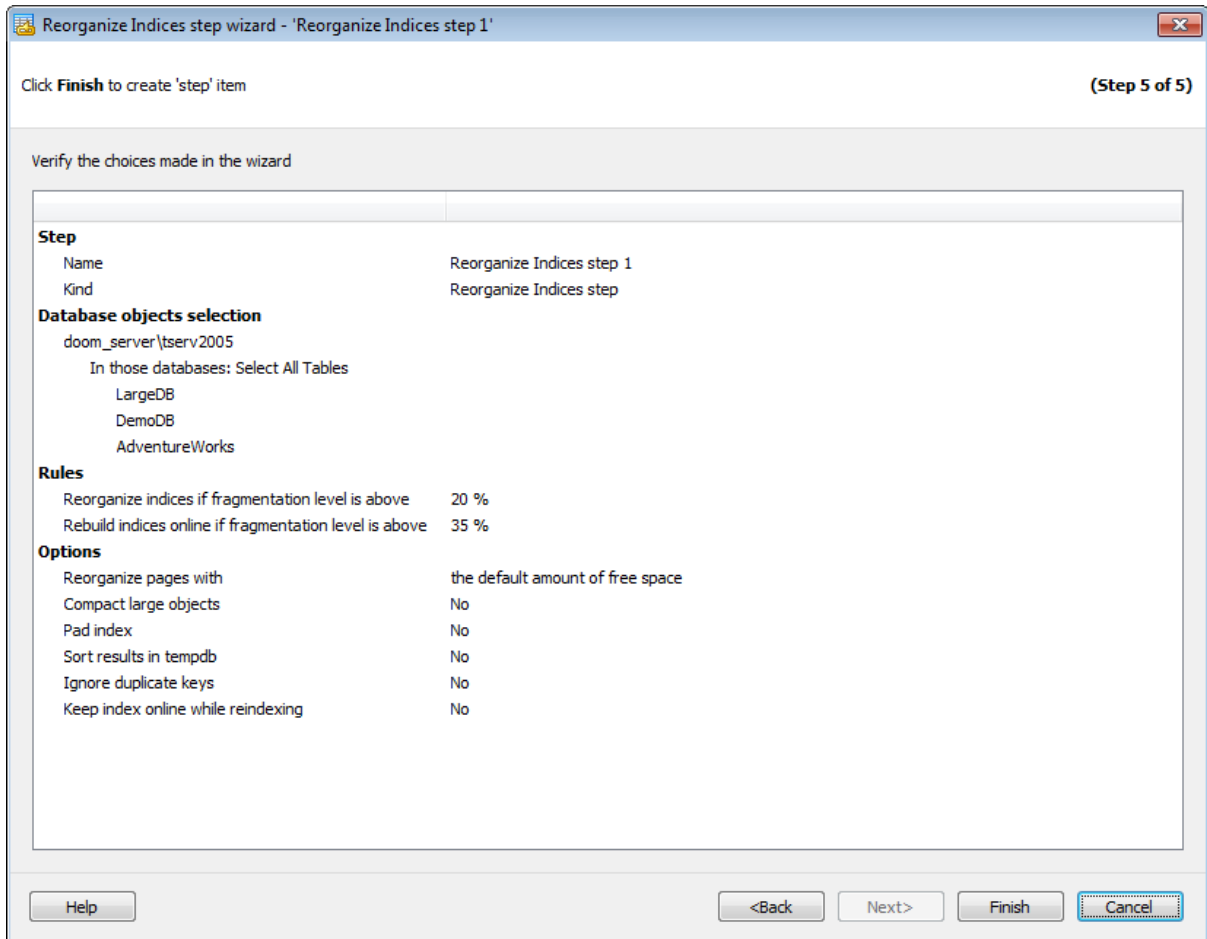 Reorganize Indices step wizard - 'Reorganize Indices step 1'
Click Finish to create 'step' item (Step 5 of 5)
Verify the choices made in the wizard
Step
Name Reorganize Indices step 1
Kind Reorganize Indices step
Database objects selection
doom_server\tserv2005
In those databases: Select All Tables
LargeDB
DemoDB
AdventureWorks
Rules
Reorganize indices if fragmentation level is above 20 %
Rebuild indices online if fragmentation level is above 35 %
Options
Reorganize pages with the default amount of free space
Compact large objects No
Pad index No
Sort results in tempdb No
Ignore duplicate keys No
Keep index online while reindexing No
Help <Back Next> Finish Cancel